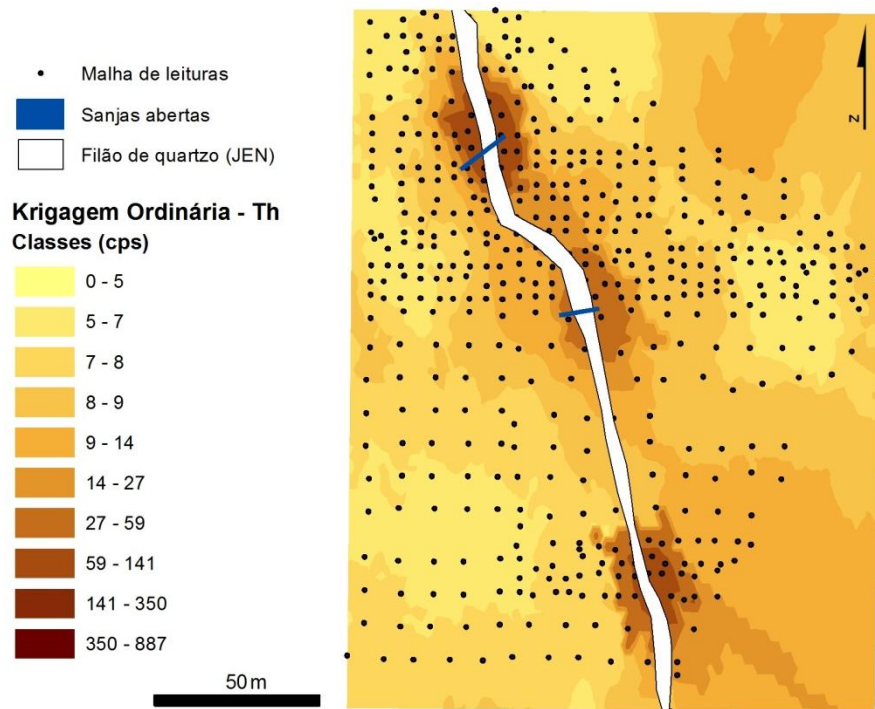 Malha de leituras
Sanjas abertas
Filão de quartzo (JEN)
Krigagem Ordinária - Th
Classes (cps)
0 - 5
5 - 7
7 - 8
8 - 9
9 - 14
14 - 27
27 - 59
59 - 141
141 - 350
350 - 887
50 m
N